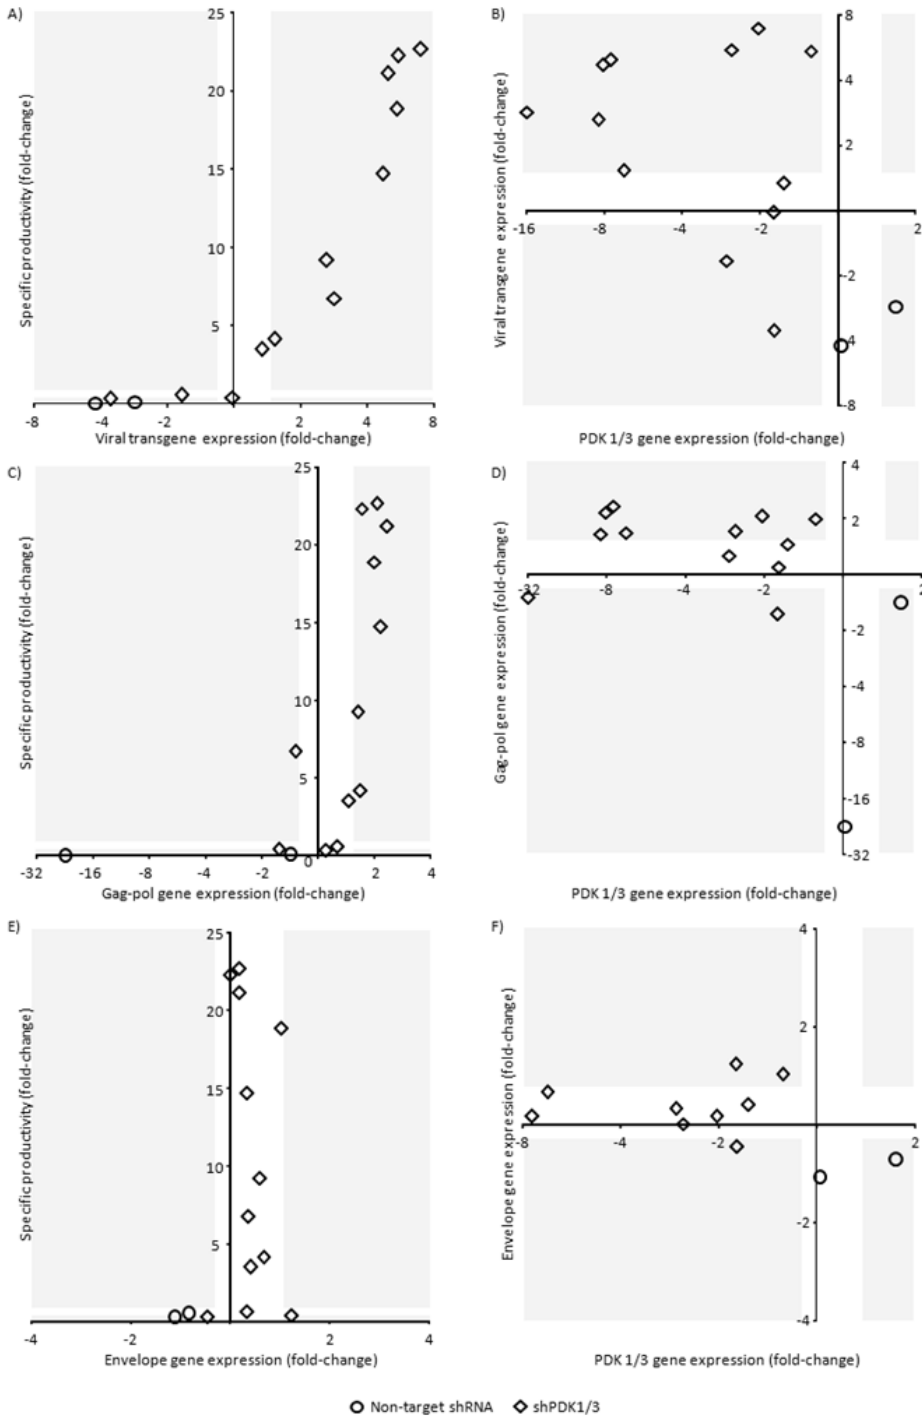 A)
Specific productivity (fold-change)
25
20
15
10
5
-8 -4 -2 2 4 8
Viral transgene expression (fold-change)
B)
Viral transgene expression (fold-change)
8
4
2
-16 -8 -4 -2 2
-2
-4
-8
PDK 1/3 gene expression (fold-change)
C)
Specific productivity (fold-change)
25
20
15
10
5
0
-32 -16 -8 -4 -2 2 4
Gag-pol gene expression (fold-change)
D)
Gag-pol gene expression (fold-change)
4
2
-32 -8 -4 -2 2
-2
-4
-8
-16
-32
PDK 1/3 gene expression (fold-change)
E)
Specific productivity (fold-change)
25
20
15
10
5
-4 -2 2 4
Envelope gene expression (fold-change)
F)
Envelope gene expression (fold-change)
4
2
-8 -4 -2 2
-2
-4
PDK 1/3 gene expression (fold-change)
Non-target shRNA shPDK1/3